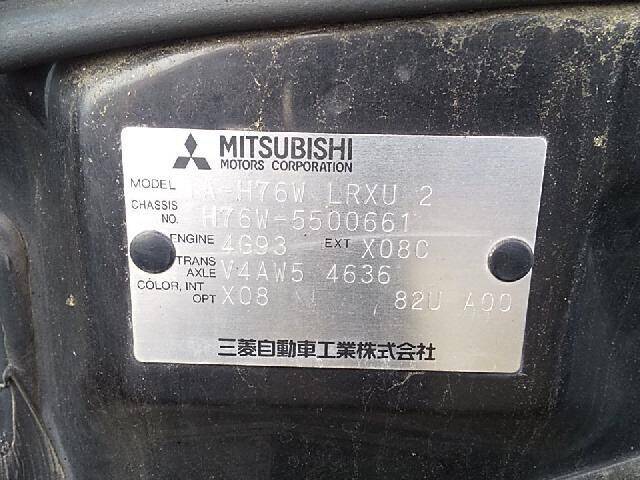 MITSUBISHI
MOTORS CORPORATION
MODEL A-H76W LRXU 2
CHASSIS NO. H76W-5500661
ENGINE 4G93 EXT X08C
TRANS AXLE V4AW5 4636
COLOR, INT OPT X08 82U A00
三菱自動車工業株式会社